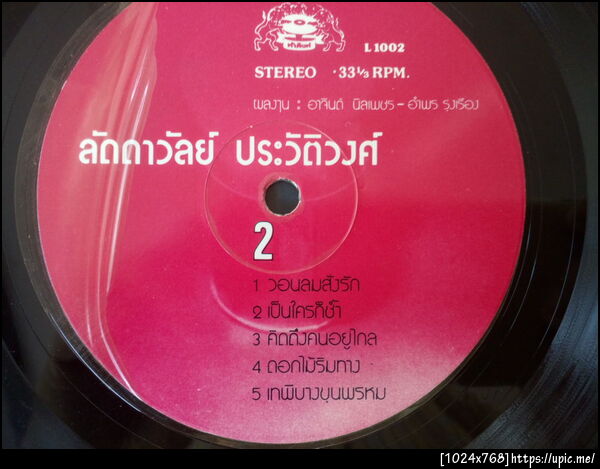 L 1002
STEREO · 33 1/3 RPM.
ผลงาน : อาจินต์ นิลเพชร - อำพร รุ่งเรือง
ลัดดาวัลย์ ประวัติวงศ์
2
1 วอนลมสั่งรัก
2 เป็นใครก็ช้ำ
3 คิดถึงคนอยู่ไกล
4 ดอกไม้ริมทาง
5 เทพีบางขุนพรหม
[1024x768]https://upic.me/